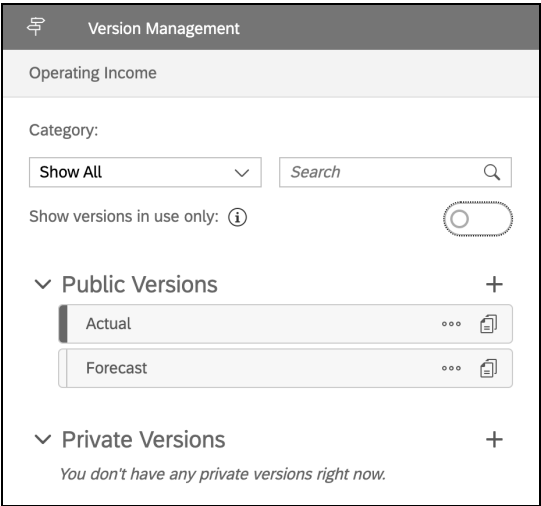 Version Management
Operating Income
Category:
Show All
Search
Show versions in use only:
Public Versions
Actual
Forecast
Private Versions
You don't have any private versions right now.